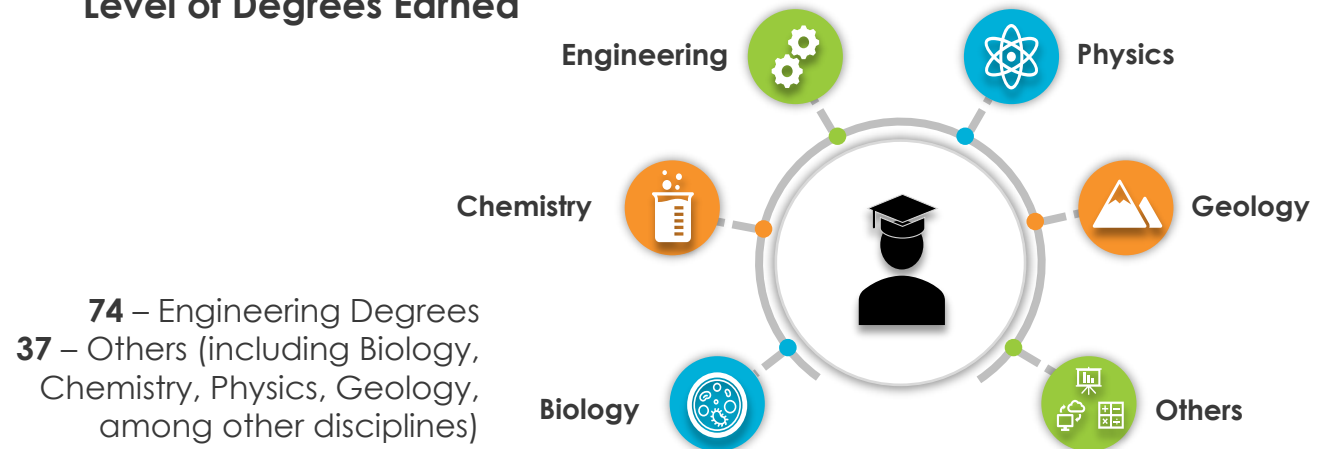 Level of Degrees Earned
Engineering
Physics
Chemistry
Geology
74 – Engineering Degrees
37 – Others (including Biology,
Chemistry, Physics, Geology,
among other disciplines)
Biology
Others